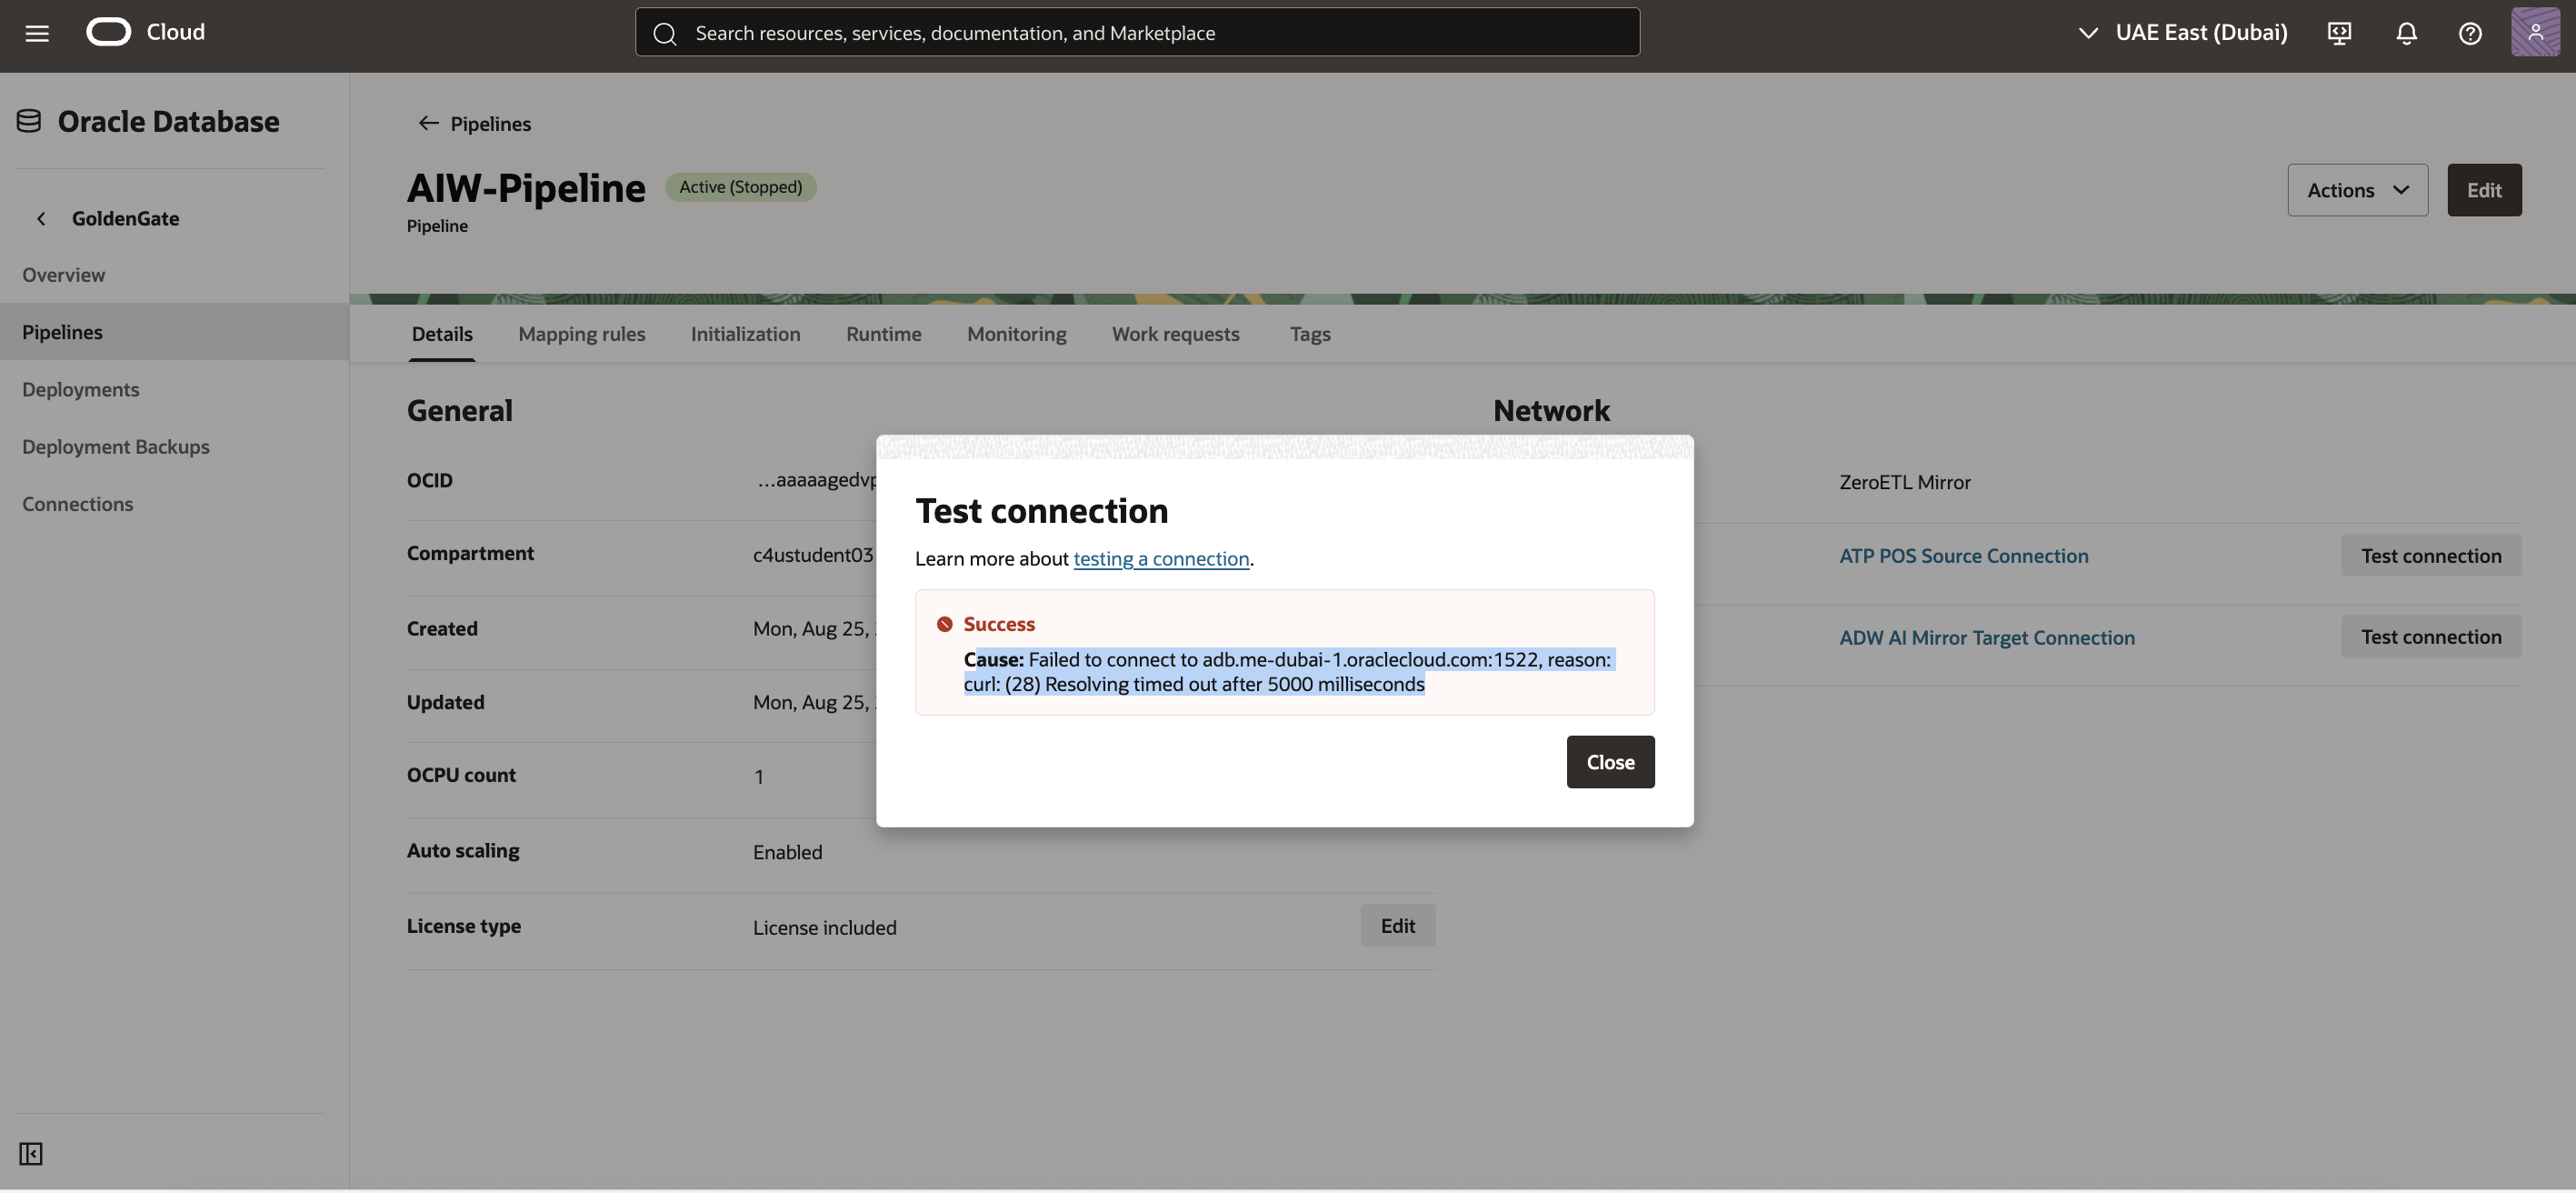 Cloud
Search resources, services, documentation, and Marketplace
UAE East (Dubai)
Oracle Database
GoldenGate
Overview
Pipelines
Deployments
Deployment Backups
Connections
Pipelines
AIW-Pipeline
Active (Stopped)
Pipeline
Actions
Edit
Details
Mapping rules
Initialization
Runtime
Monitoring
Work requests
Tags
General
OCID
...aaaaagedvp
Compartment
c4ustudent03
Created
Mon, Aug 25,
Updated
Mon, Aug 25,
OCPU count
1
Auto scaling
Enabled
License type
License included
Edit
Network
ZeroETL Mirror
ATP POS Source Connection
Test connection
ADW AI Mirror Target Connection
Test connection
Test connection
Learn more about testing a connection.
Success
Cause: Failed to connect to adb.me-dubai-1.oraclecloud.com:1522, reason:
curl: (28) Resolving timed out after 5000 milliseconds
Close